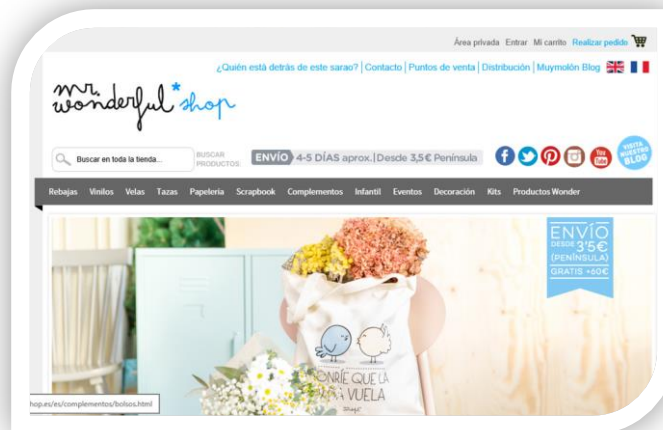 Área privada Entrar Mi carrito Realizar pedido
¿Quién está detrás de este sarao? | Contacto | Puntos de venta | Distribución | Muymolón Blog
mr.
wonderful* shop
Buscar en toda la tienda...
BUSCAR
PRODUCTOS:
ENVÍO 4-5 DÍAS aprox. | Desde 3,5€ Península
You
Tube
VISITA
NUESTRO
BLOG
Rebajas Vinilos Velas Tazas Papelería Scrapbook Complementos Infantil Eventos Decoración Kits Productos Wonder
ENVÍO
DESDE 3'5€
(PENÍNSULA)
GRATIS +60€
ONRÍE QUE LA
VUELA
hop.es/es/complementos/bolsos.html